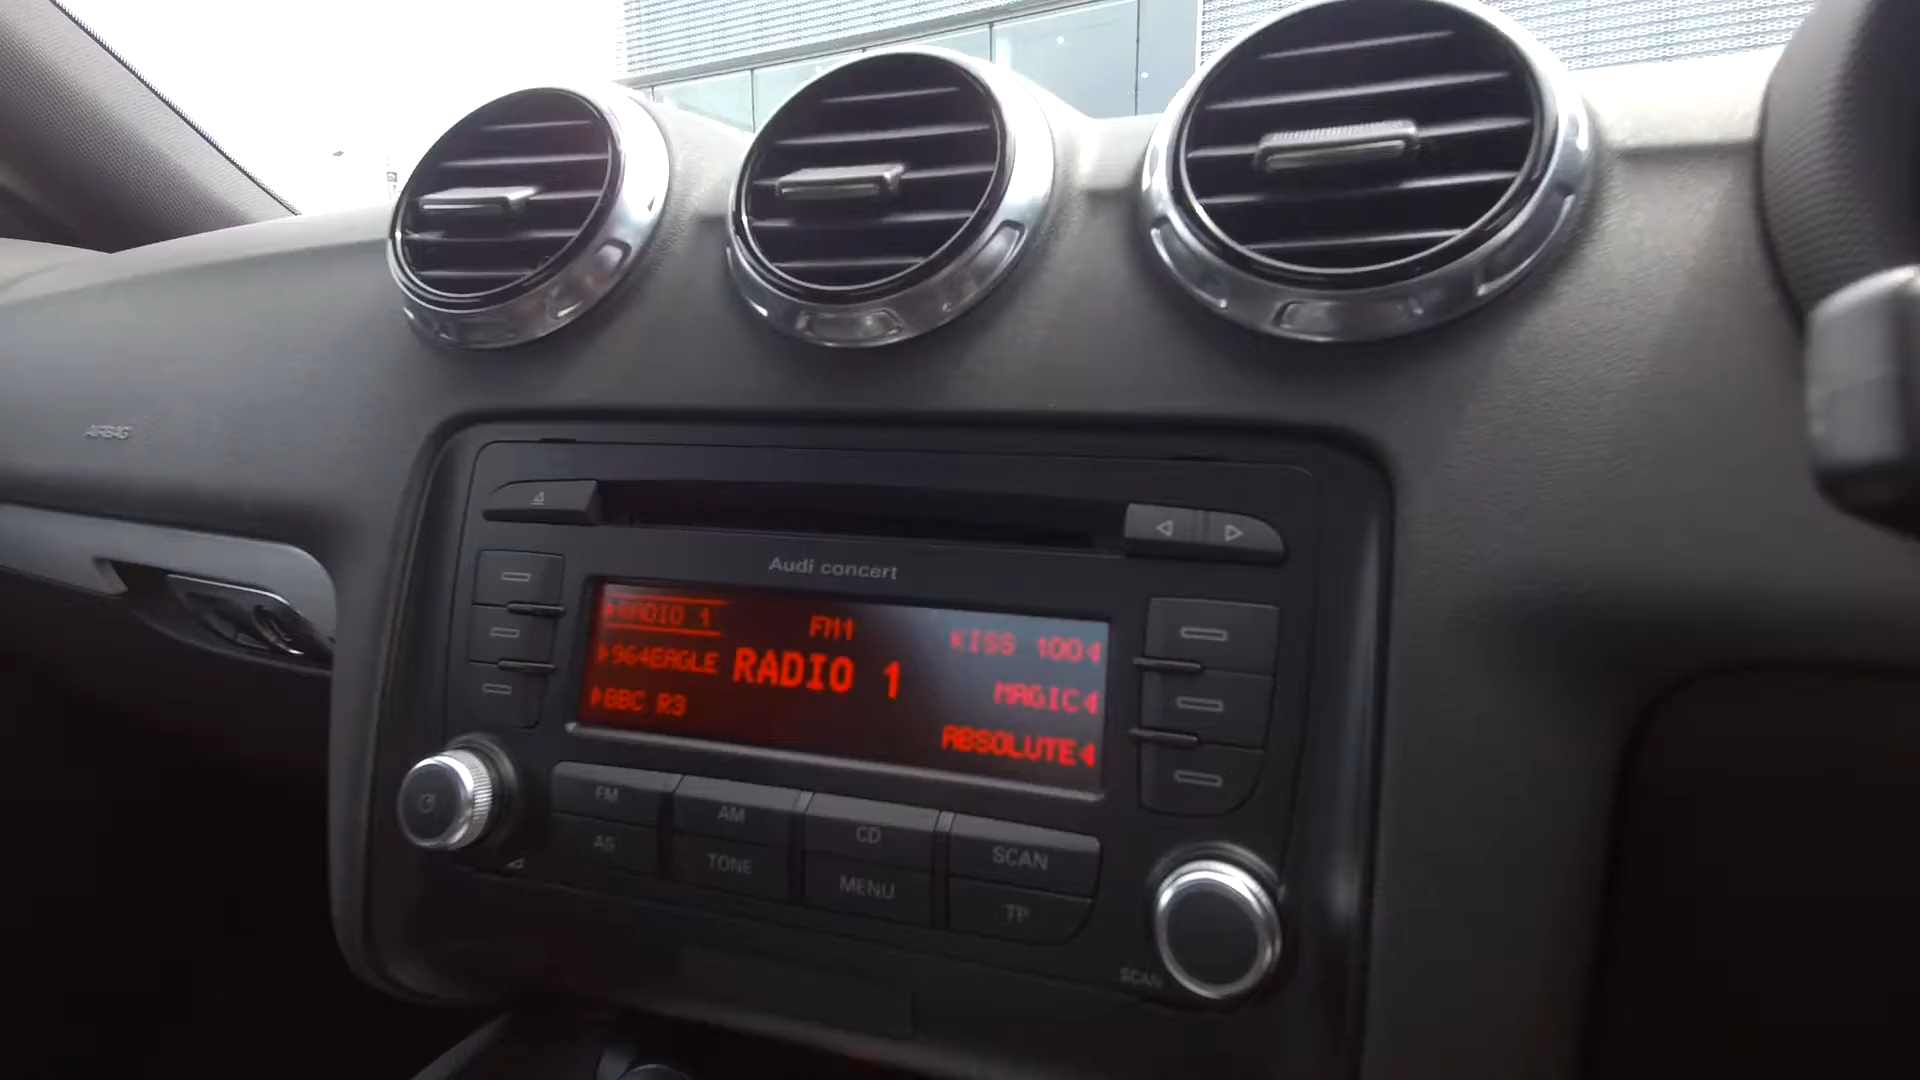 AIRBAG
Audi concert
RADIO 1
FM1
KISS 100
964EAGLE
RADIO 1
MAGIC
BBC R3
ABSOLUTE
FM
AM
CD
SCAN
AS
TONE
MENU
TP
SCAN